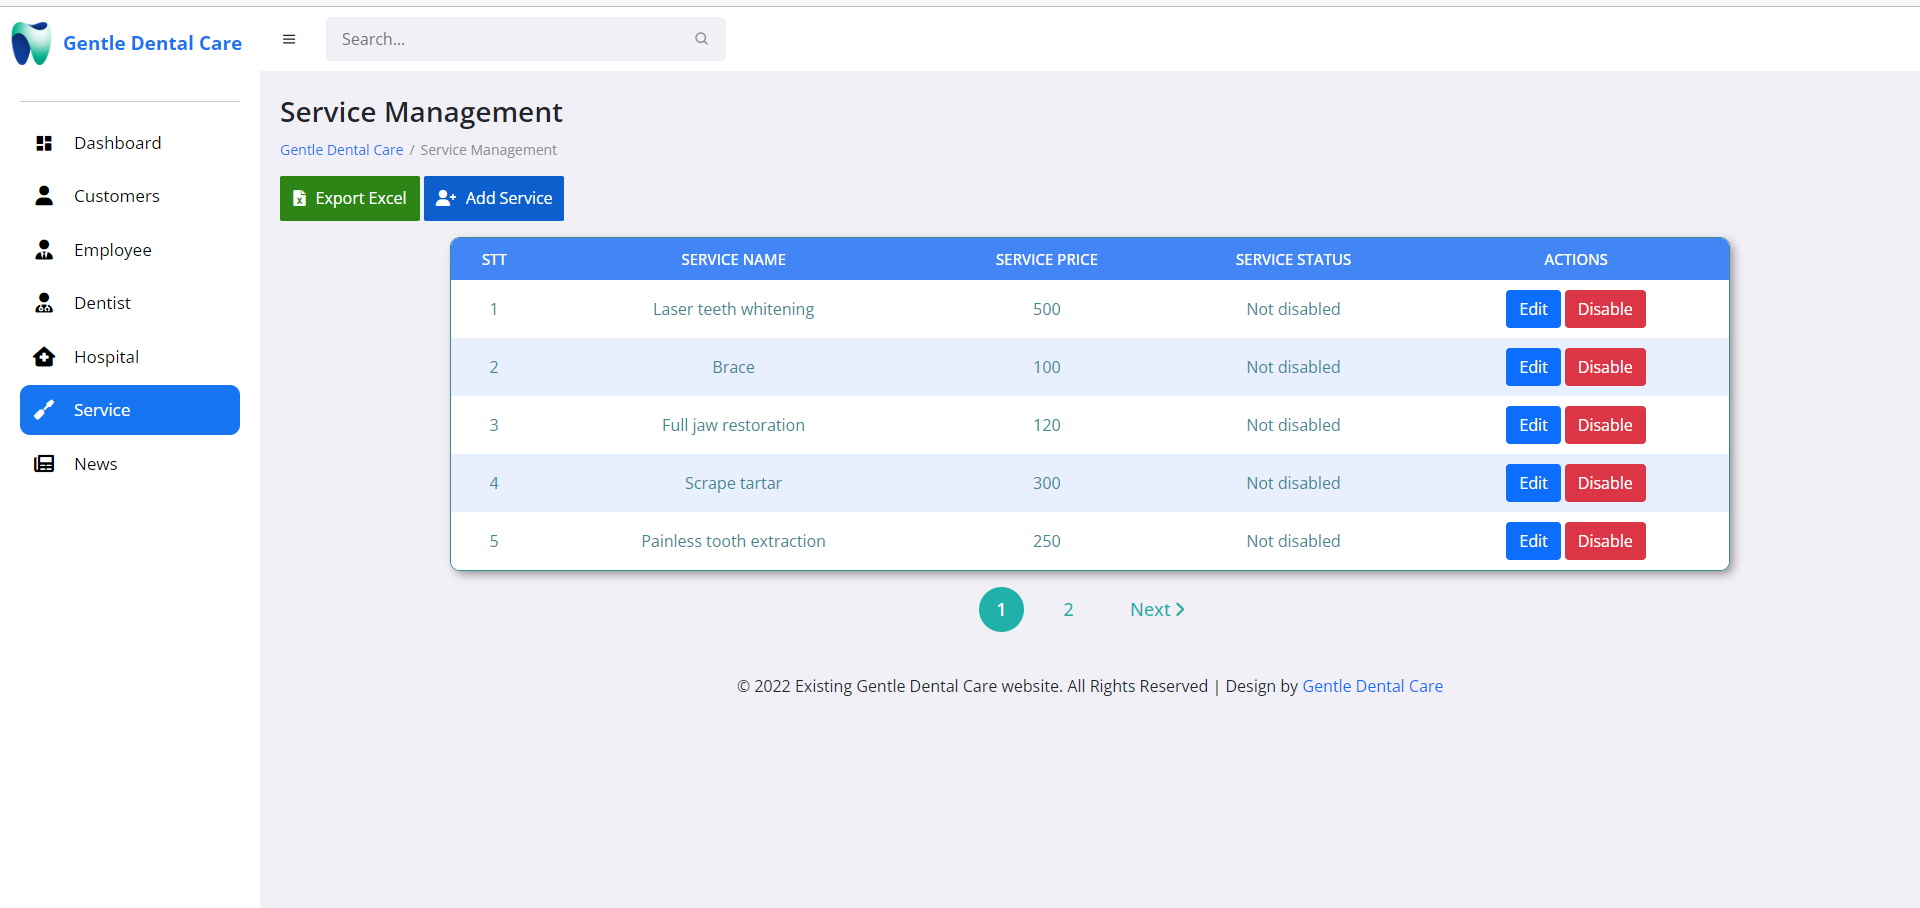 Gentle Dental Care
Search...
Dashboard
Customers
Employee
Dentist
Hospital
Service
News
Service Management
Gentle Dental Care / Service Management
Export Excel Add Service
STT SERVICE NAME SERVICE PRICE SERVICE STATUS ACTIONS
1 Laser teeth whitening 500 Not disabled Edit Disable
2 Brace 100 Not disabled Edit Disable
3 Full jaw restoration 120 Not disabled Edit Disable
4 Scrape tartar 300 Not disabled Edit Disable
5 Painless tooth extraction 250 Not disabled Edit Disable
1 2 Next
© 2022 Existing Gentle Dental Care website. All Rights Reserved | Design by Gentle Dental Care